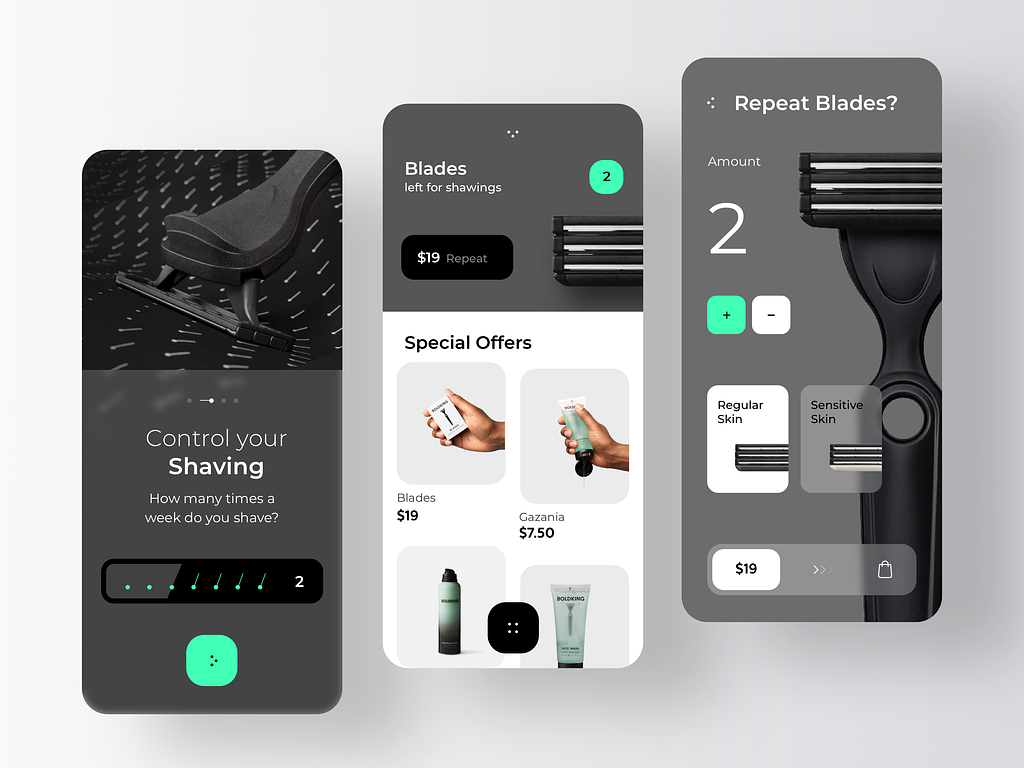 Control your
Shaving
How many times a
week do you shave?
2
Blades
left for shawings
2
$19 Repeat
Special Offers
BOLDKING
Blades
$19
Gazania
$7.50
BOLDKING
BOLDKING
FACE WASH
Repeat Blades?
Amount
2
+
−
Regular
Skin
Sensitive
Skin
$19